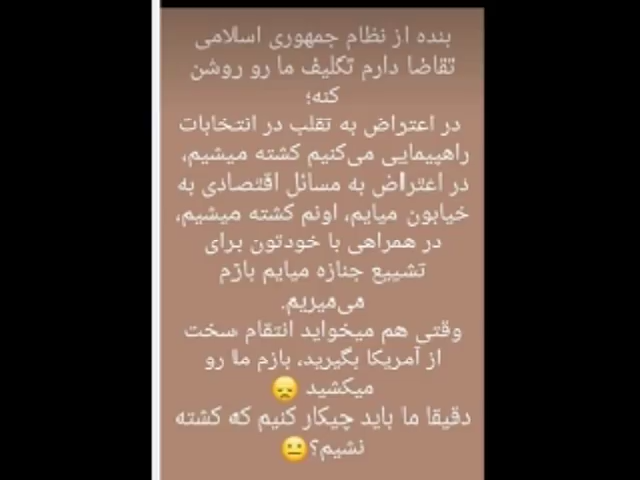 بنده از نظام جمهوری اسلامی
تقاضا دارم تکلیف ما رو روشن
کنه؛
در اعتراض به تقلب در انتخابات
راهپیمایی می‌کنیم کشته میشیم،
در اعتراض به مسائل اقتصادی به
خیابون میایم، اونم کشته میشیم،
در همراهی با خودتون برای
تشییع جنازه میایم بازم
می‌میریم.
وقتی هم میخواید انتقام سخت
از آمریکا بگیرید، بازم ما رو
میکشید 😞
دقیقا ما باید چیکار کنیم که کشته
نشیم؟😐